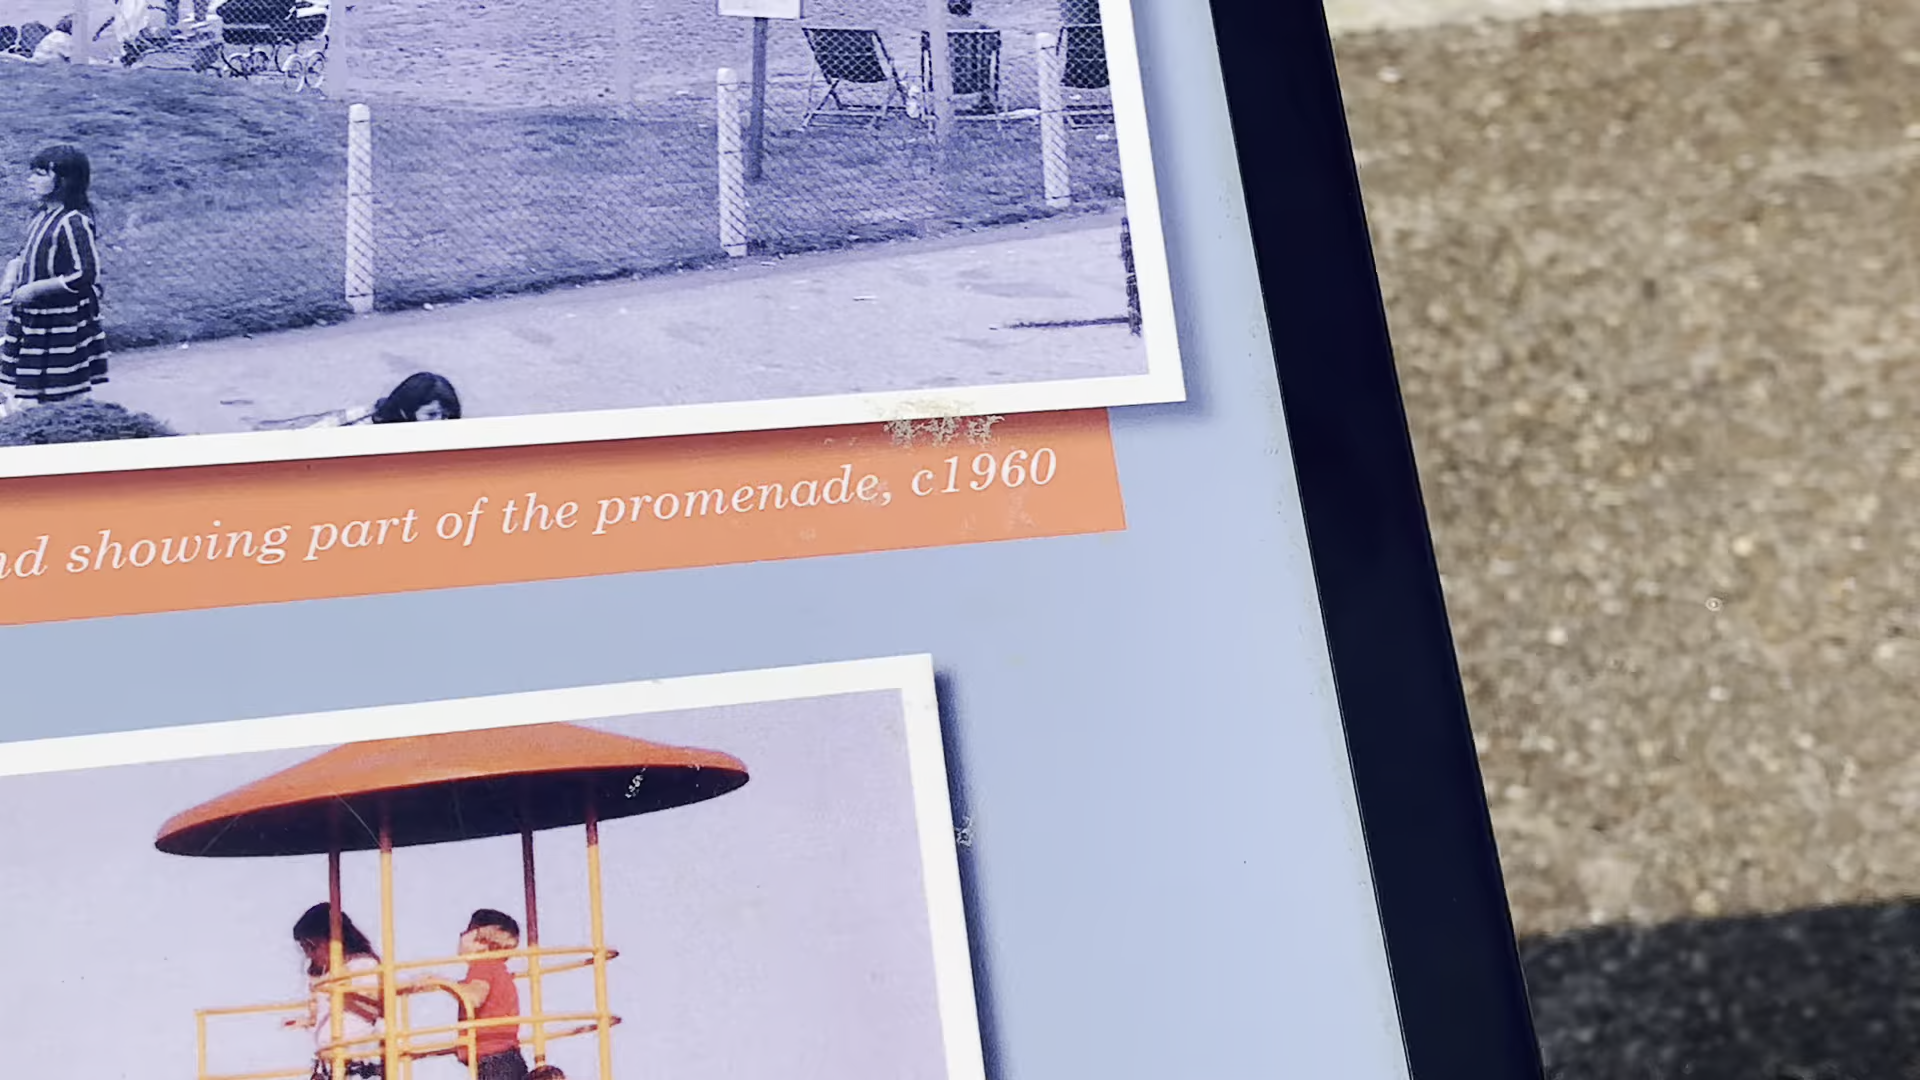 showing part of the promenade, c1960